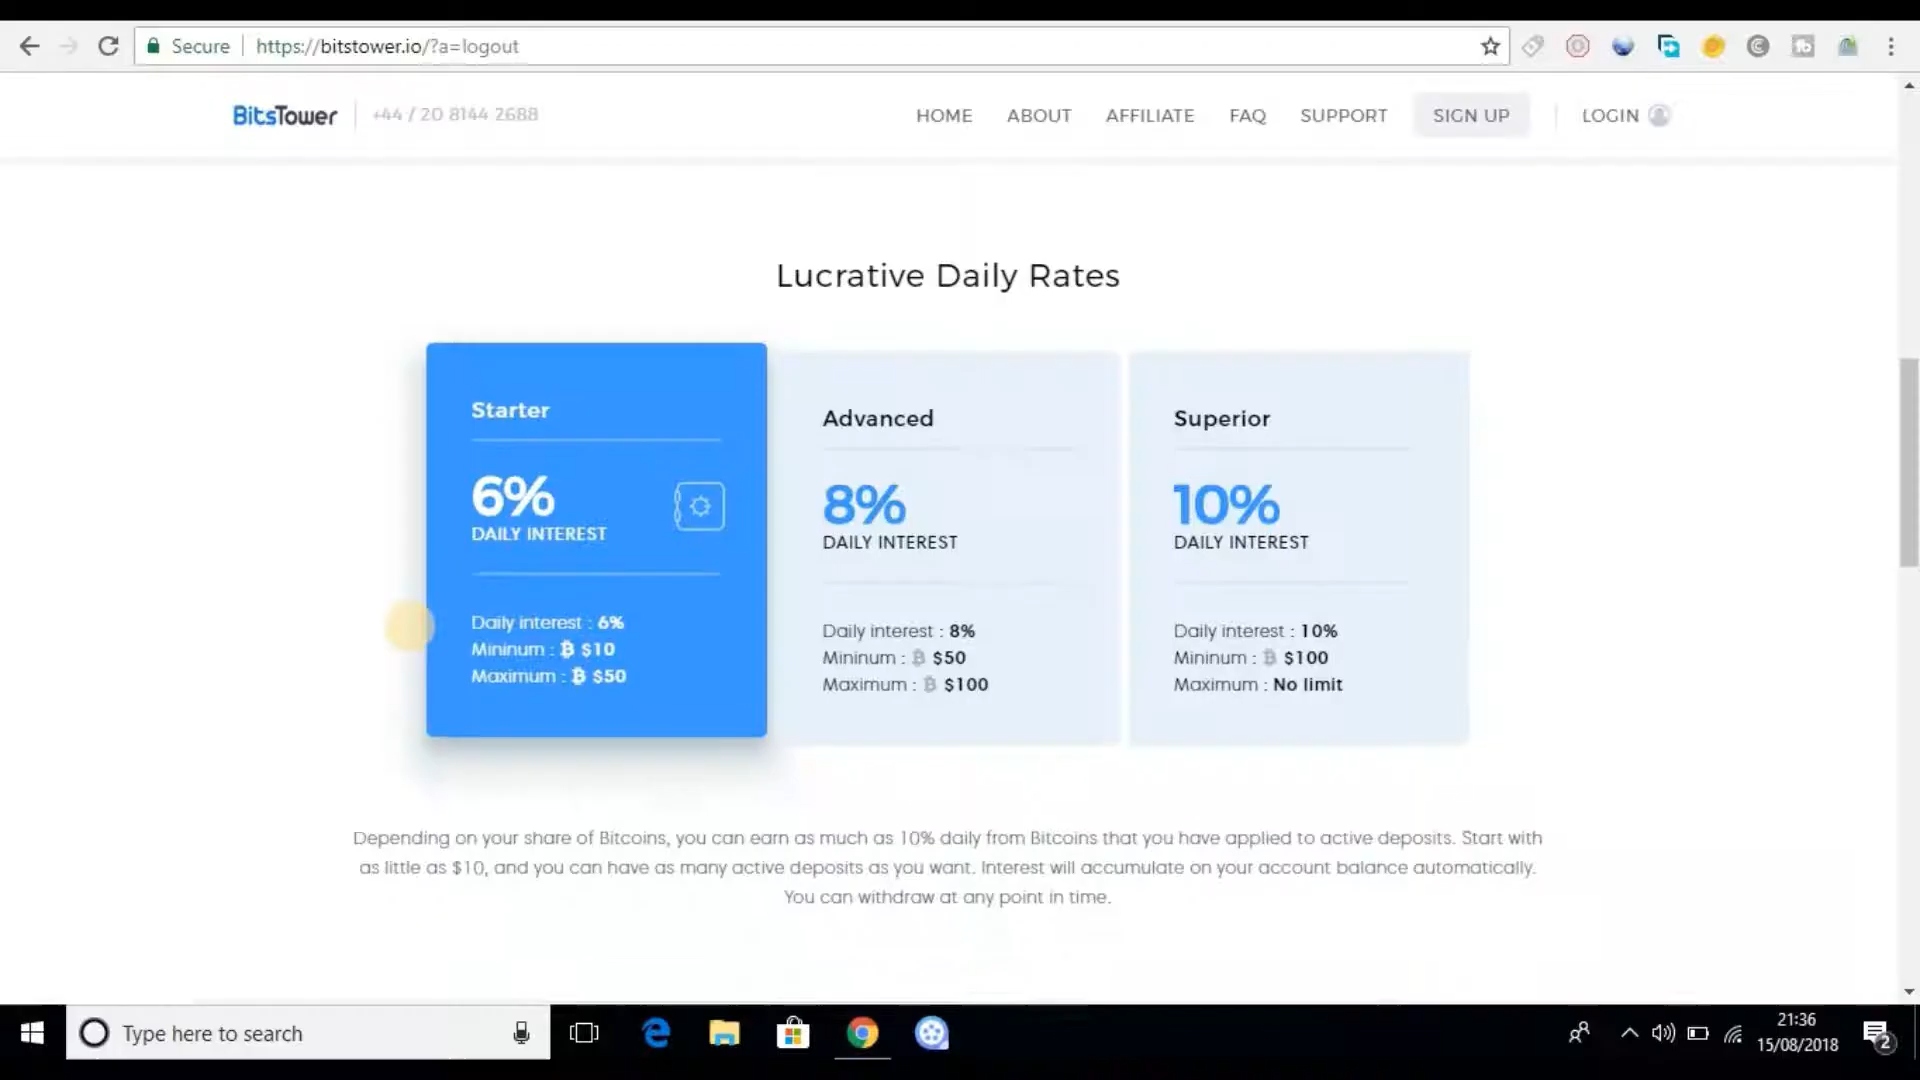 Secure https://bitstower.io/?a=logout
BitsTower +44 / 20 8144 2688 HOME ABOUT AFFILIATE FAQ SUPPORT SIGN UP LOGIN
Lucrative Daily Rates
Starter
6%
DAILY INTEREST
Daily interest : 6%
Mininum : ₿ $10
Maximum : ₿ $50
Advanced
8%
DAILY INTEREST
Daily interest : 8%
Mininum : ₿ $50
Maximum : ₿ $100
Superior
10%
DAILY INTEREST
Daily interest : 10%
Mininum : ₿ $100
Maximum : No limit
Depending on your share of Bitcoins, you can earn as much as 10% daily from Bitcoins that you have applied to active deposits. Start with
as little as $10, and you can have as many active deposits as you want. Interest will accumulate on your account balance automatically.
You can withdraw at any point in time.
Type here to search
21:36
15/08/2018
2